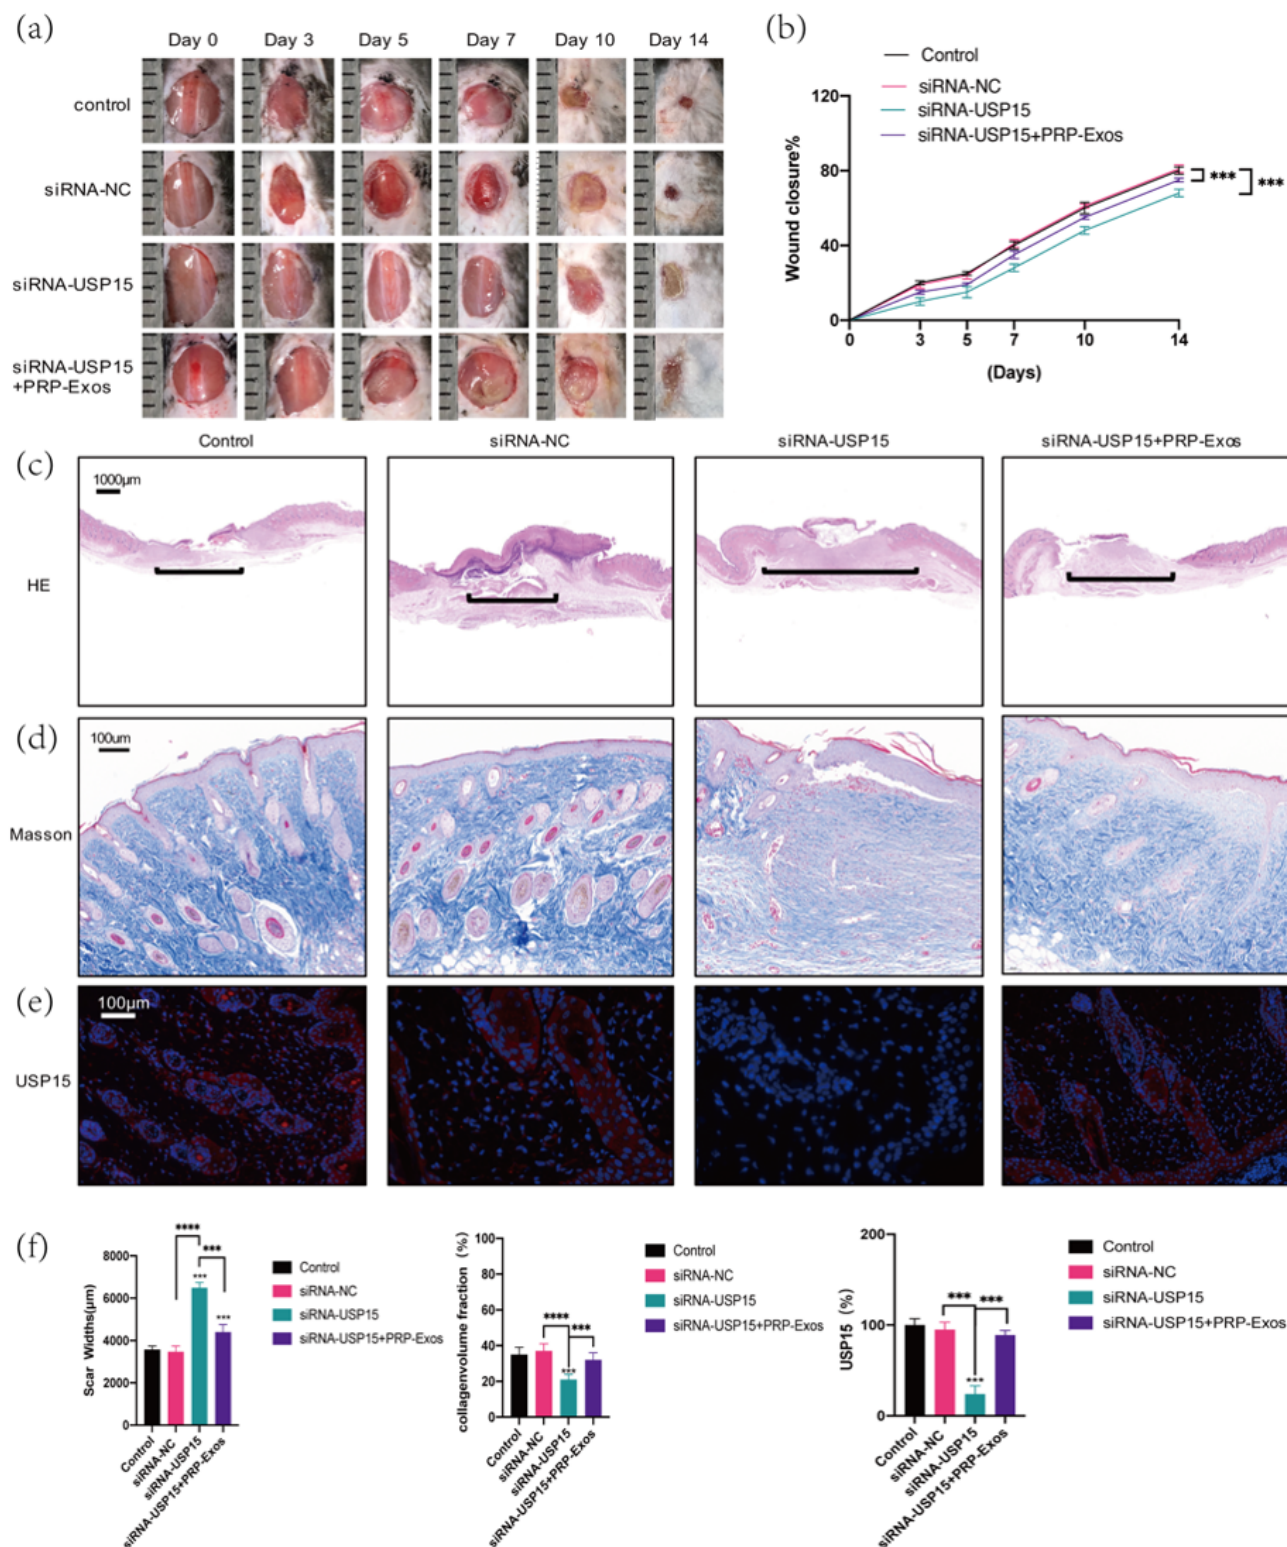 (a)
Day 0 Day 3 Day 5 Day 7 Day 10 Day 14
control
siRNA-NC
siRNA-USP15
siRNA-USP15
+PRP-Exos
(b)
Control
siRNA-NC
siRNA-USP15
siRNA-USP15+PRP-Exos
Wound closure%
120
80
40
0
0 3 5 7 10 14
(Days)
***
***
Control siRNA-NC siRNA-USP15 siRNA-USP15+PRP-Exos
(c)
1000μm
HE
(d)
100μm
Masson
(e)
100μm
USP15
(f)
Scar Widths(μm)
8000
6000
4000
2000
0
****
***
***
***
Control
siRNA-NC
siRNA-USP15
siRNA-USP15+PRP-Exos
Control
siRNA-NC
siRNA-USP15
siRNA-USP15+PRP-Exos
collagenvolume fraction (%)
100
80
60
40
20
0
****
***
***
Control
siRNA-NC
siRNA-USP15
siRNA-USP15+PRP-Exos
Control
siRNA-NC
siRNA-USP15
siRNA-USP15+PRP-Exos
USP15 (%)
200
100
0
***
***
***
Control
siRNA-NC
siRNA-USP15
siRNA-USP15+PRP-Exos
Control
siRNA-NC
siRNA-USP15
siRNA-USP15+PRP-Exos